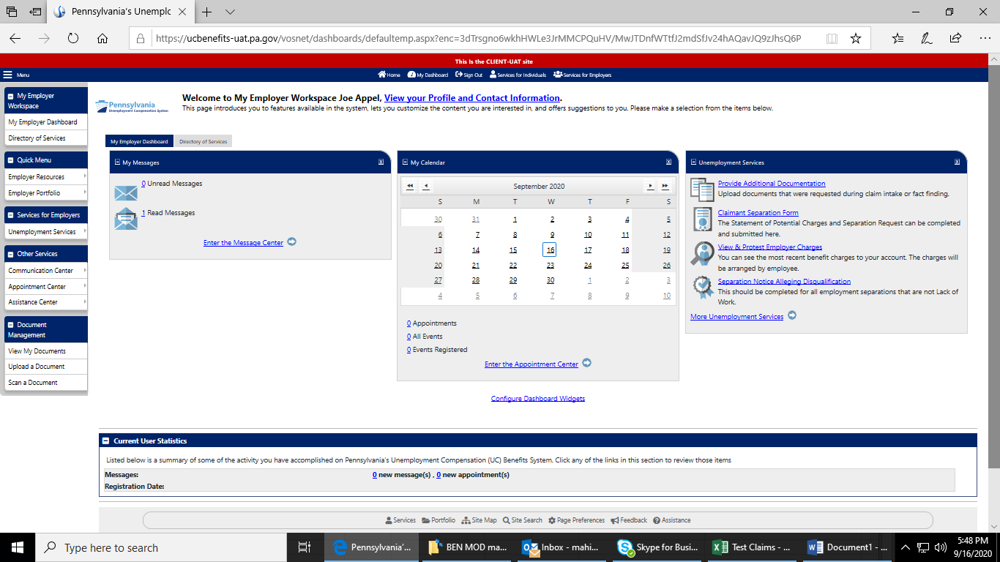 Pennsylvania's Unemplc
https://ucbenefits-uat.pa.gov/vosnet/dashboards/defaultemp.aspx?enc=3dTrsgno6wkhHWLe3JrMMCPQuHV/MwJTDnfWTtfJ2mdSfJv24hAQavJQ9zJhsQ6P
This is the CLIENT-UAT site
Menu
Home My Dashboard Sign Out Services for Individuals Services for Employers
My Employer Workspace
My Employer Dashboard
Directory of Services
Quick Menu
Employer Resources
Employer Portfolio
Services for Employers
Unemployment Services
Other Services
Communication Center
Appointment Center
Assistance Center
Document Management
View My Documents
Upload a Document
Scan a Document
Pennsylvania
Unemployment Compensation System
Welcome to My Employer Workspace Joe Appel, View your Profile and Contact Information.
This page introduces you to features available in the system, lets you customize the content you are interested in, and offers suggestions to you. Please make a selection from the items below.
My Employer Dashboard Directory of Services
My Messages
0 Unread Messages
1 Read Messages
Enter the Message Center
My Calendar
September 2020
S M T W T F S
30 31 1 2 3 4 5
6 7 8 9 10 11 12
13 14 15 16 17 18 19
20 21 22 23 24 25 26
27 28 29 30 1 2 3
4 5 6 7 8 9 10
0 Appointments
0 All Events
0 Events Registered
Enter the Appointment Center
Unemployment Services
Provide Additional Documentation
Upload documents that were requested during claim intake or fact finding.
Claimant Separation Form
The Statement of Potential Charges and Separation Request can be completed
and submitted here.
View & Protest Employer Charges
You can see the most recent benefit charges to your account. The charges will
be arranged by employee.
Separation Notice Alleging Disqualification
This should be completed for all employment separations that are not Lack of
Work.
More Unemployment Services
Configure Dashboard Widgets
Current User Statistics
Listed below is a summary of some of the activity you have accomplished on Pennsylvania's Unemployment Compensation (UC) Benefits System. Click any of the links in this section to review those items
Messages: 0 new message(s) , 0 new appointment(s)
Registration Date:
Services Portfolio Site Map Site Search Page Preferences Feedback Assistance
Type here to search
Pennsylvania'... BEN MOD ma... Inbox - mahi... Skype for Busi... Test Claims - ... Document1 - ...
5:48 PM
9/16/2020